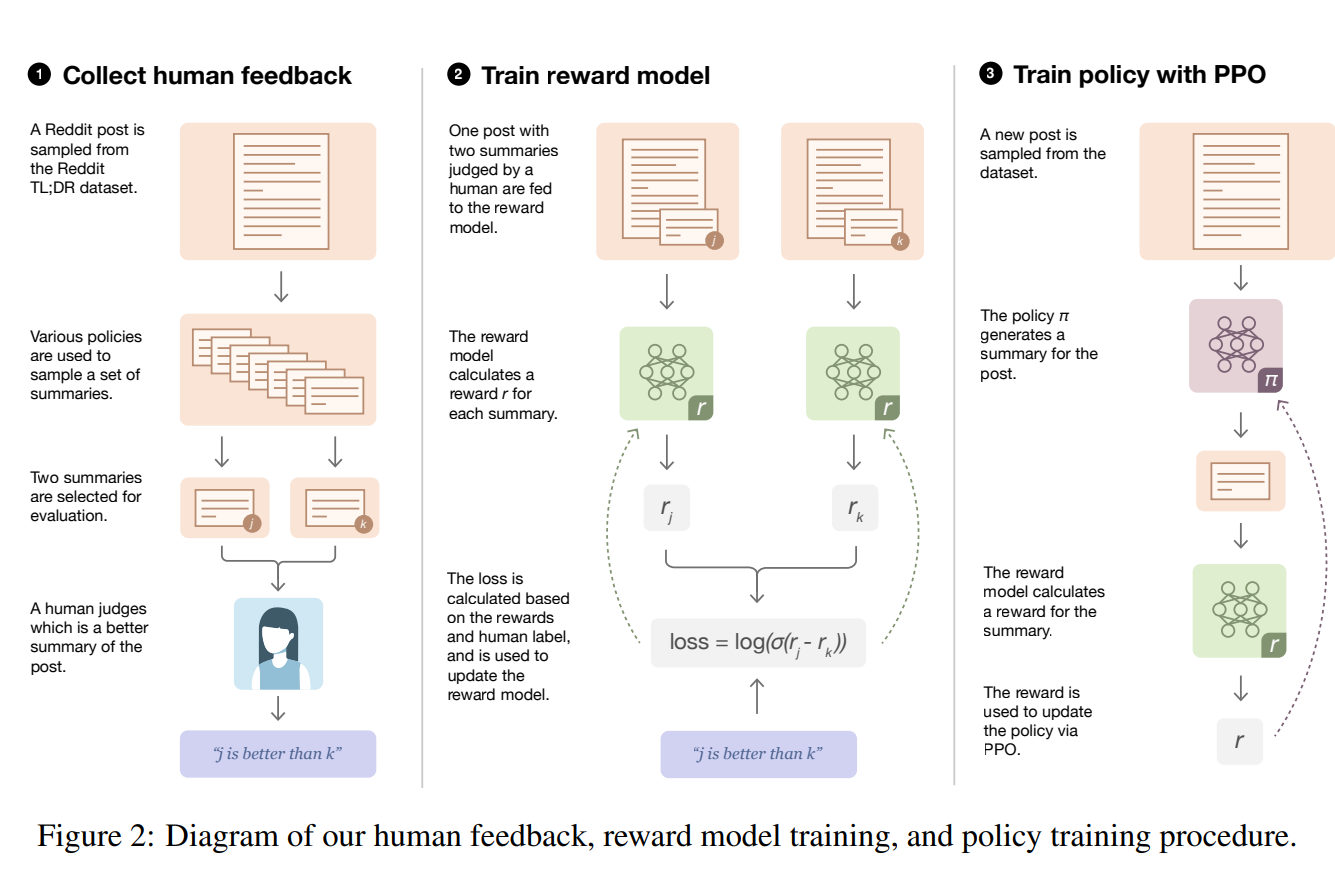 1 Collect human feedback
A Reddit post is
sampled from
the Reddit
TL;DR dataset.
Various policies
are used to
sample a set of
summaries.
Two summaries
are selected for
evaluation.
j
k
A human judges
which is a better
summary of the
post.
“j is better than k”
2 Train reward model
One post with
two summaries
judged by a
human are fed
to the reward
model.
j
k
The reward
model
calculates a
reward r for
each summary.
r
r
r_j
r_k
The loss is
calculated based
on the rewards
and human label,
and is used to
update the
reward model.
loss = log(σ(r_j - r_k))
“j is better than k”
3 Train policy with PPO
A new post is
sampled from the
dataset.
The policy π
generates a
summary for the
post.
π
The reward
model calculates
a reward for the
summary.
r
The reward is
used to update
the policy via
PPO.
r
Figure 2: Diagram of our human feedback, reward model training, and policy training procedure.